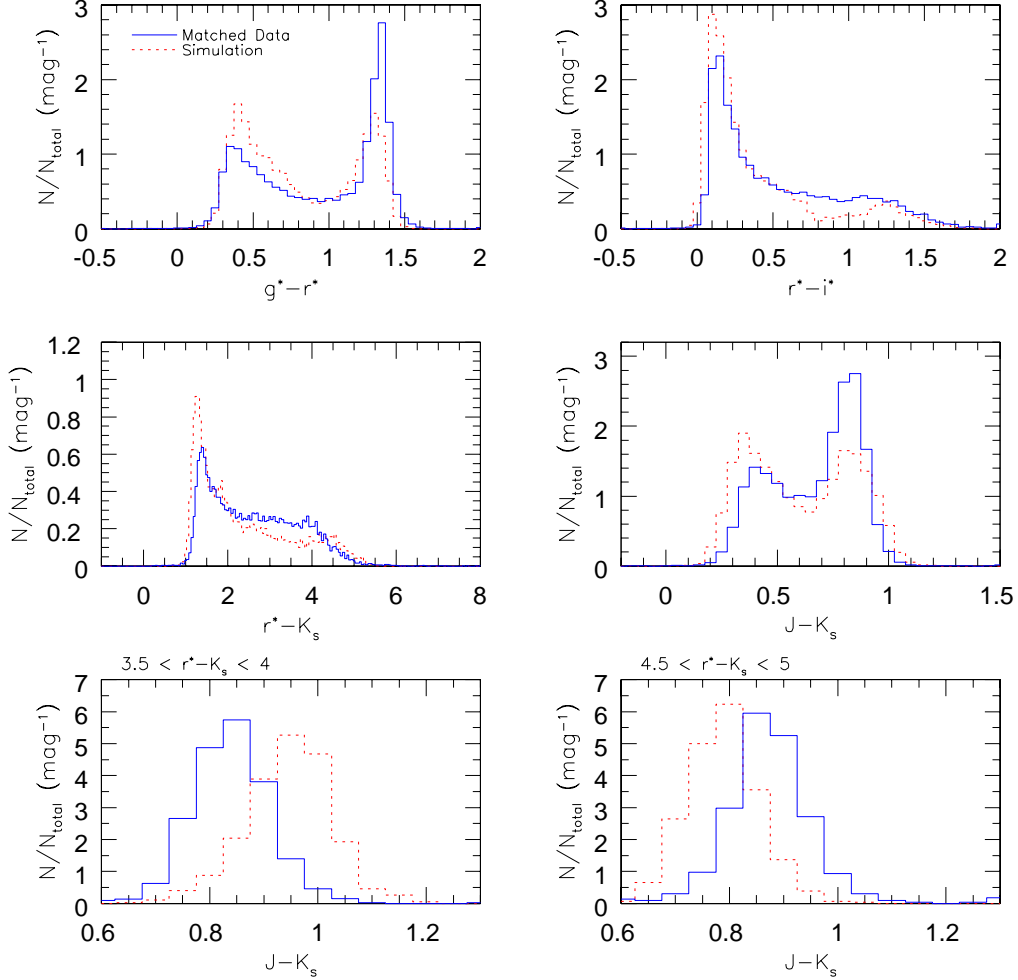 N/N_total (mag⁻¹)
3
2
1
0
Matched Data
Simulation
-0.5 0 0.5 1 1.5 2
g*−r*
N/N_total (mag⁻¹)
3
2
1
0
-0.5 0 0.5 1 1.5 2
r*−i*
N/N_total (mag⁻¹)
1.2
1
0.8
0.6
0.4
0.2
0
0 2 4 6 8
r*−K_s
N/N_total (mag⁻¹)
3
2
1
0
0 0.5 1 1.5
J−K_s
3.5 < r*−K_s < 4
N/N_total (mag⁻¹)
7
6
5
4
3
2
1
0
0.6 0.8 1 1.2
J−K_s
4.5 < r*−K_s < 5
N/N_total (mag⁻¹)
7
6
5
4
3
2
1
0
0.6 0.8 1 1.2
J−K_s